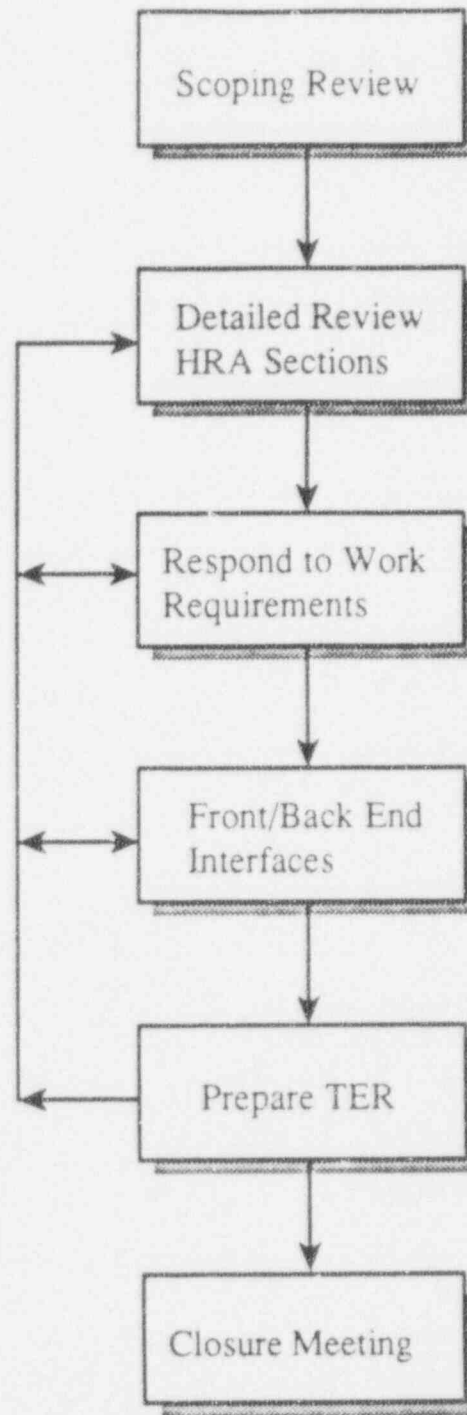 Scoping Review
Detailed Review
HRA Sections
Respond to Work
Requirements
Front/Back End
Interfaces
Prepare TER
Closure Meeting